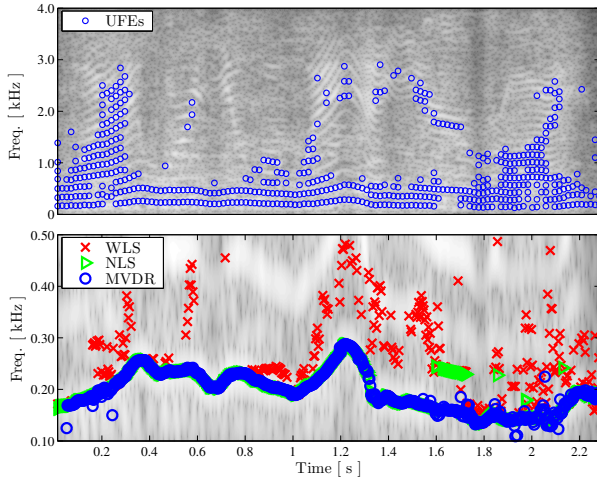 4.0
UFEs
3.0
2.0
1.0
0
Freq. [ kHz ]
0.50
WLS
NLS
MVDR
0.40
0.30
0.20
0.10
Freq. [ kHz ]
0.2 0.4 0.6 0.8 1 1.2 1.4 1.6 1.8 2 2.2
Time [ s ]